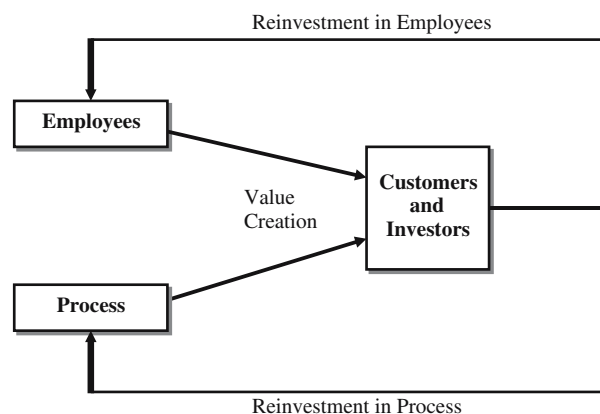 Reinvestment in Employees
Employees
Value
Creation
Customers
and
Investors
Process
Reinvestment in Process